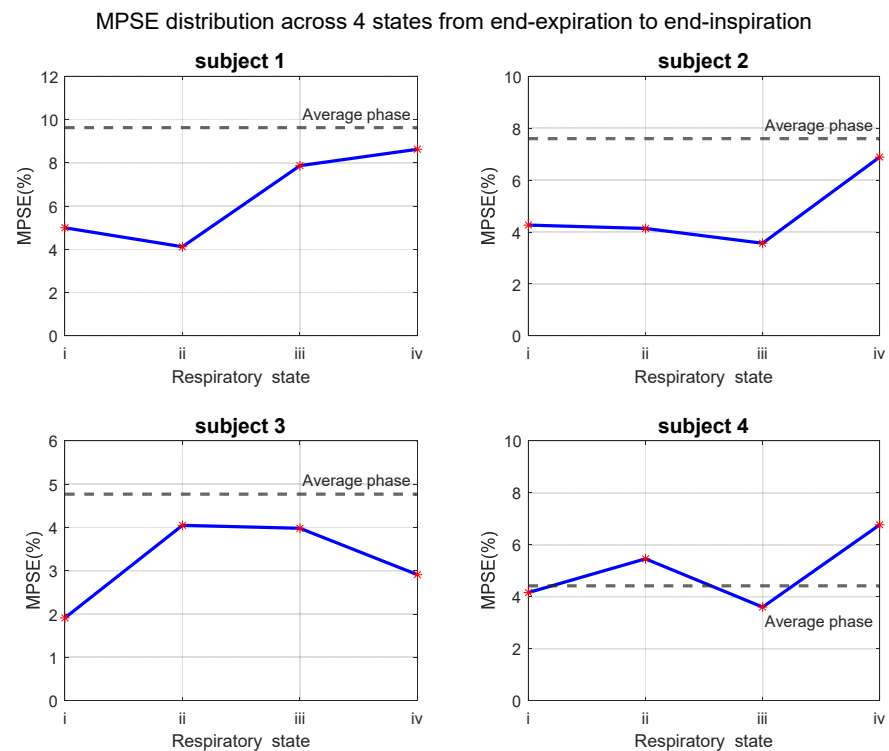 MPSE distribution across 4 states from end-expiration to end-inspiration
subject 1
12
10
8
6
4
2
0
MPSE(%)
Average phase
i ii iii iv
Respiratory state
subject 2
10
8
6
4
2
0
MPSE(%)
Average phase
i ii iii iv
Respiratory state
subject 3
6
5
4
3
2
1
0
MPSE(%)
Average phase
i ii iii iv
Respiratory state
subject 4
10
8
6
4
2
0
MPSE(%)
Average phase
i ii iii iv
Respiratory state